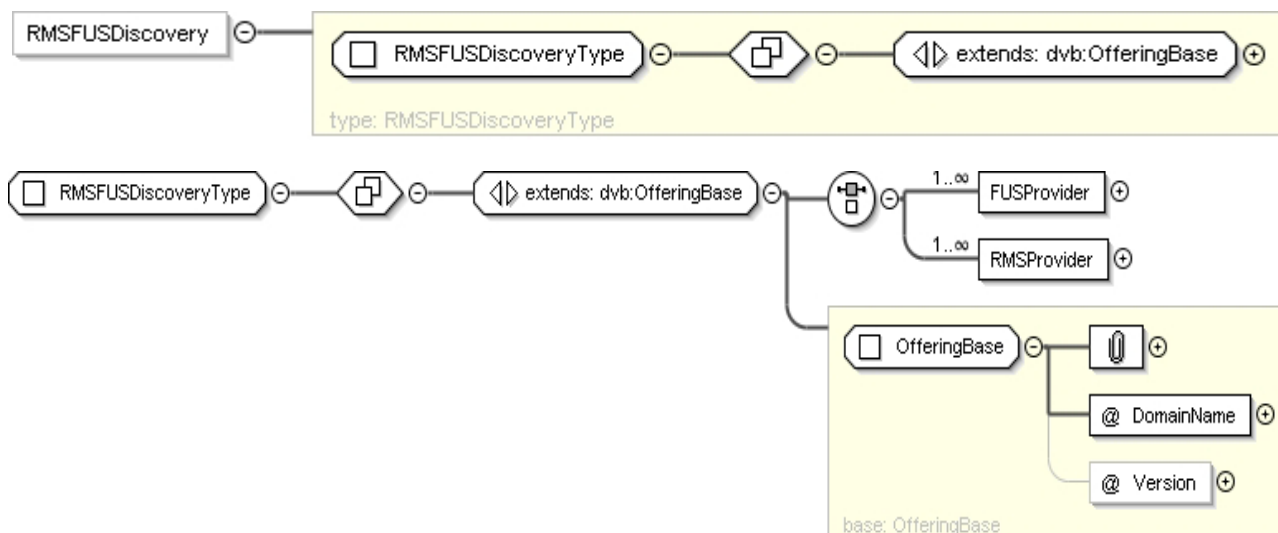 RMSFUSDiscovery
RMSFUSDiscoveryType
extends: dvb:OfferingBase
type: RMSFUSDiscoveryType
RMSFUSDiscoveryType
extends: dvb:OfferingBase
1..∞
FUSProvider
1..∞
RMSProvider
OfferingBase
@ DomainName
@ Version
base: OfferingBase